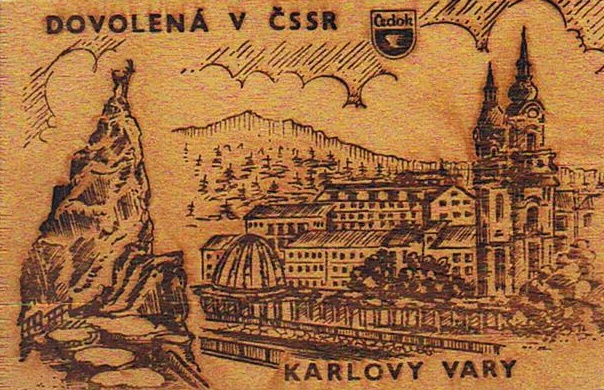 DOVOLENÁ V ČSSR
Čedok
KARLOVY VARY